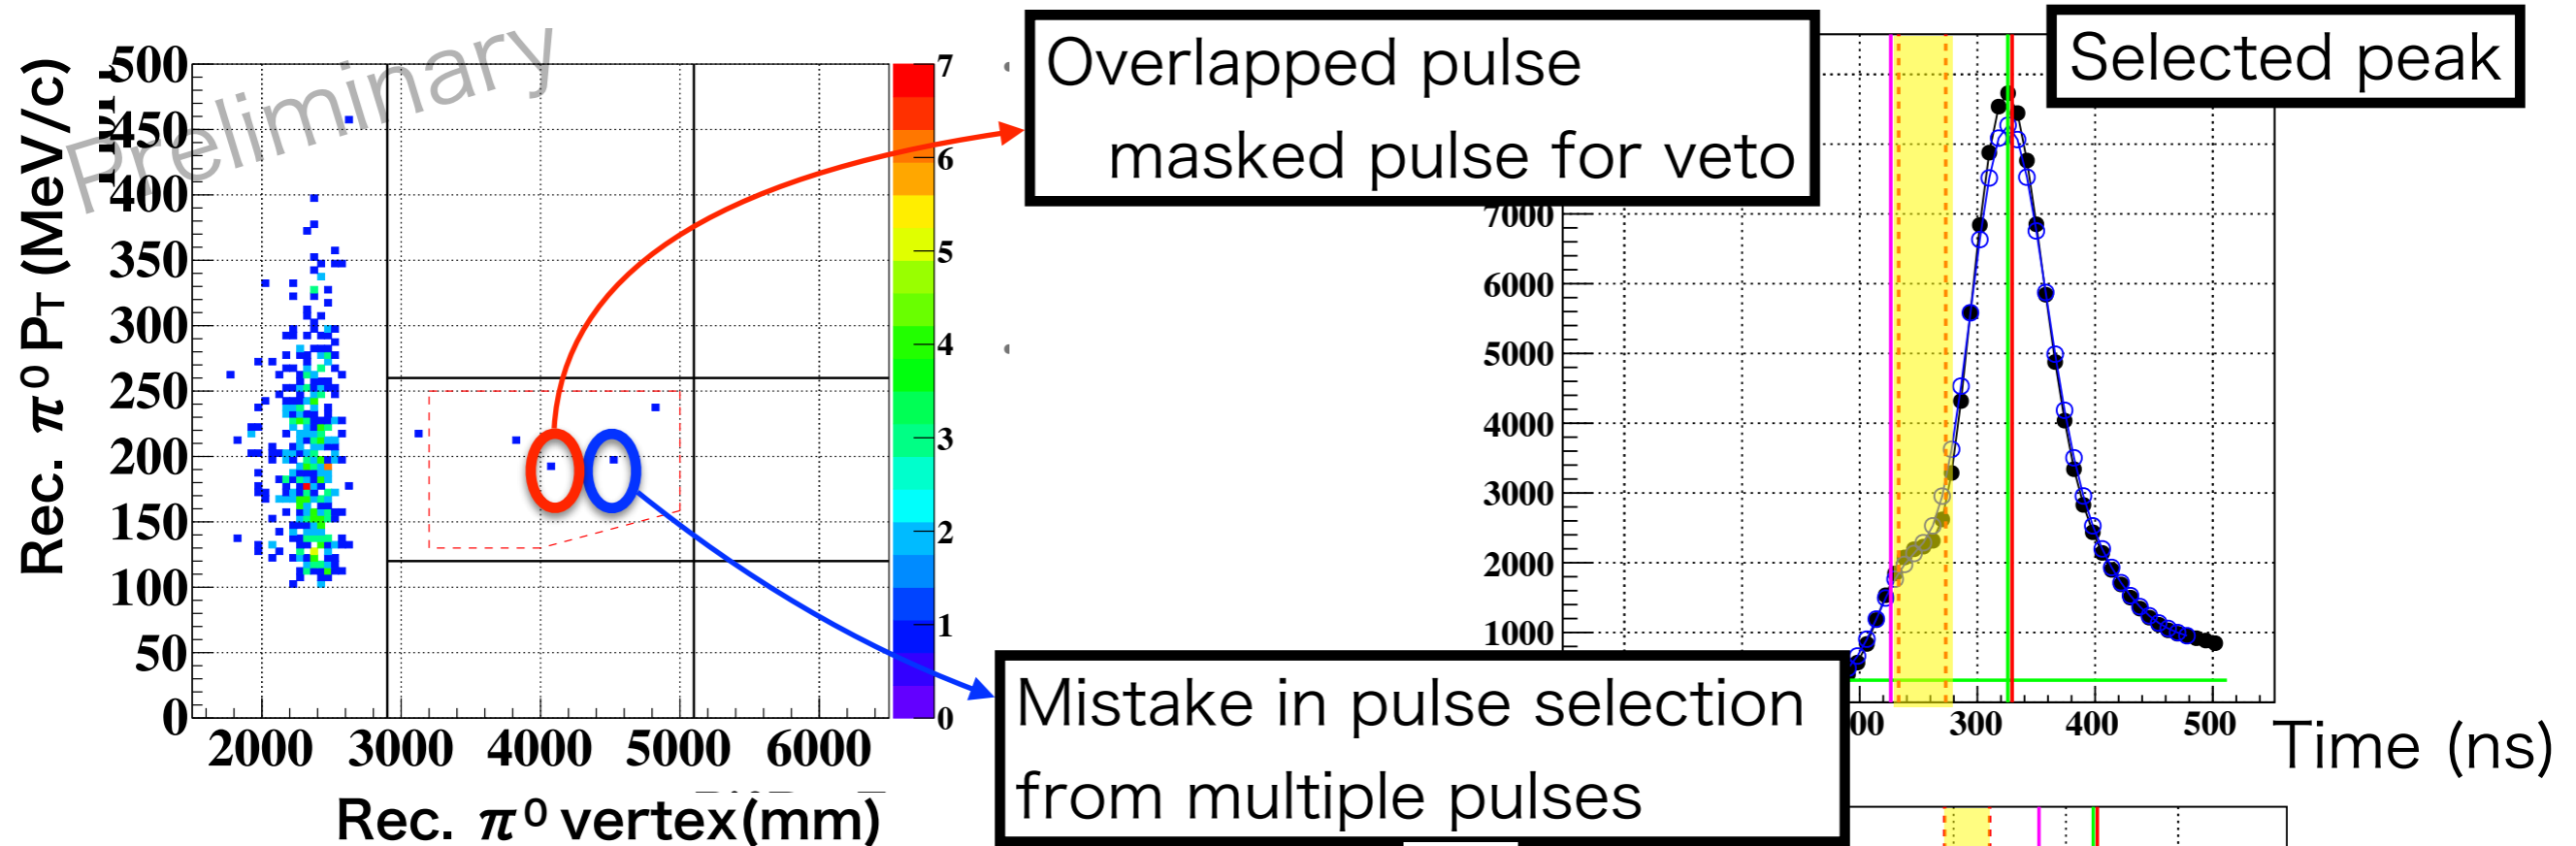 Preliminary
Rec. π⁰ P_T (MeV/c)
500
450
400
350
300
250
200
150
100
50
0
2000 3000 4000 5000 6000
Rec. π⁰ vertex(mm)
7
6
5
4
3
2
1
0
Overlapped pulse
masked pulse for veto
Mistake in pulse selection
from multiple pulses
Selected peak
7000
6000
5000
4000
3000
2000
1000
00 300 400 500
Time (ns)